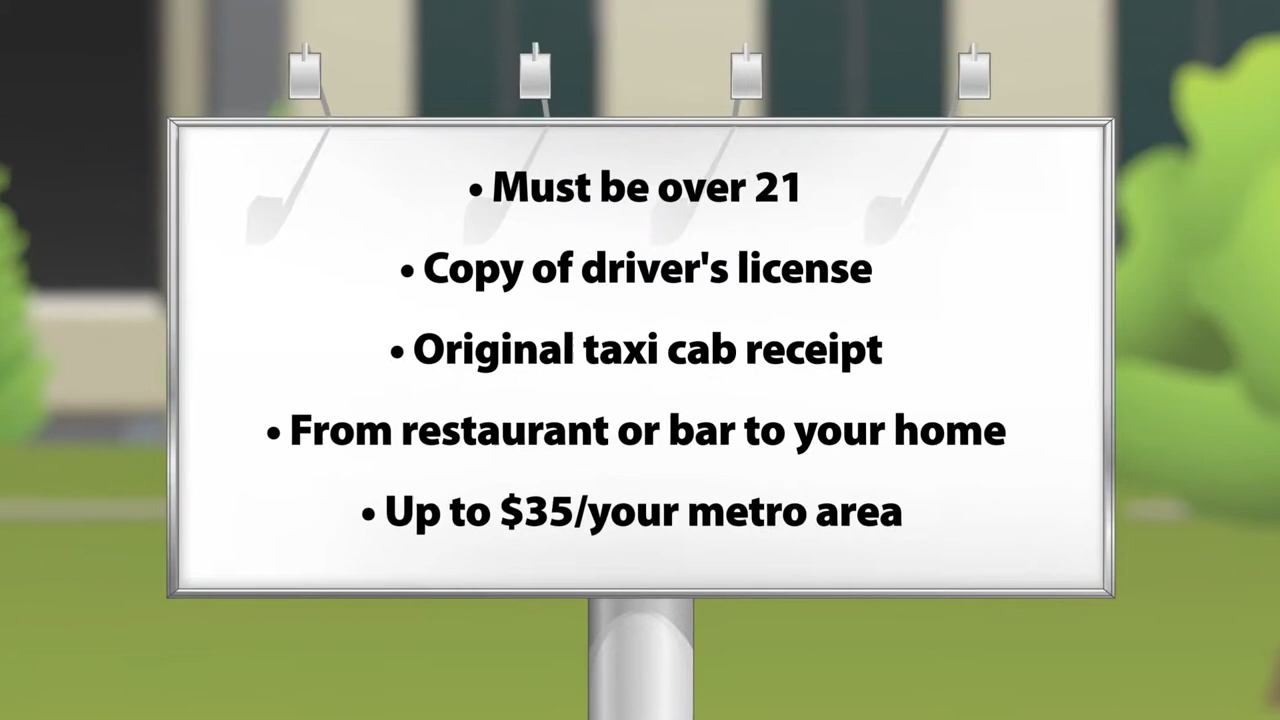 • Must be over 21
• Copy of driver's license
• Original taxi cab receipt
• From restaurant or bar to your home
• Up to $35/your metro area